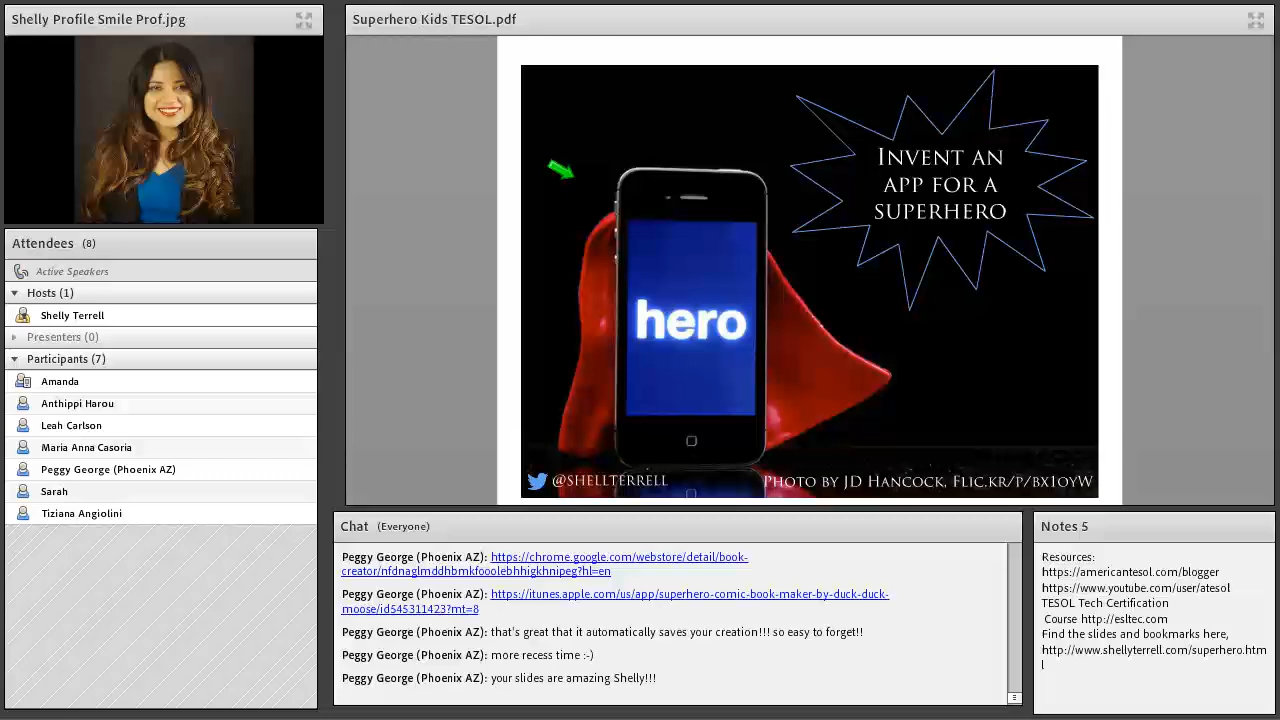 Shelly Profile Smile Prof.jpg
Attendees (8)
Active Speakers
Hosts (1)
Shelly Terrell
Presenters (0)
Participants (7)
Amanda
Anthippi Harou
Leah Carlson
Maria Anna Casoria
Peggy George (Phoenix AZ)
Sarah
Tiziana Angiolini
Superhero Kids TESOL.pdf
INVENT AN
APP FOR A
SUPERHERO
hero
@SHELLTERRELL
PHOTO BY JD HANCOCK, FLIC.KR/P/BX1OYW
Chat (Everyone)
Peggy George (Phoenix AZ): https://chrome.google.com/webstore/detail/book-
creator/nfdnaglmddhbmkfooolebhhigkhnipeg?hl=en
Peggy George (Phoenix AZ): https://itunes.apple.com/us/app/superhero-comic-book-maker-by-duck-duck-
moose/id545311423?mt=8
Peggy George (Phoenix AZ): that's great that it automatically saves your creation!!! so easy to forget!!
Peggy George (Phoenix AZ): more recess time :-)
Peggy George (Phoenix AZ): your slides are amazing Shelly!!!
Notes 5
Resources:
https://americantesol.com/blogger
https://www.youtube.com/user/atesol
TESOL Tech Certification
Course http://esltec.com
Find the slides and bookmarks here,
http://www.shellyterrell.com/superhero.htm
l